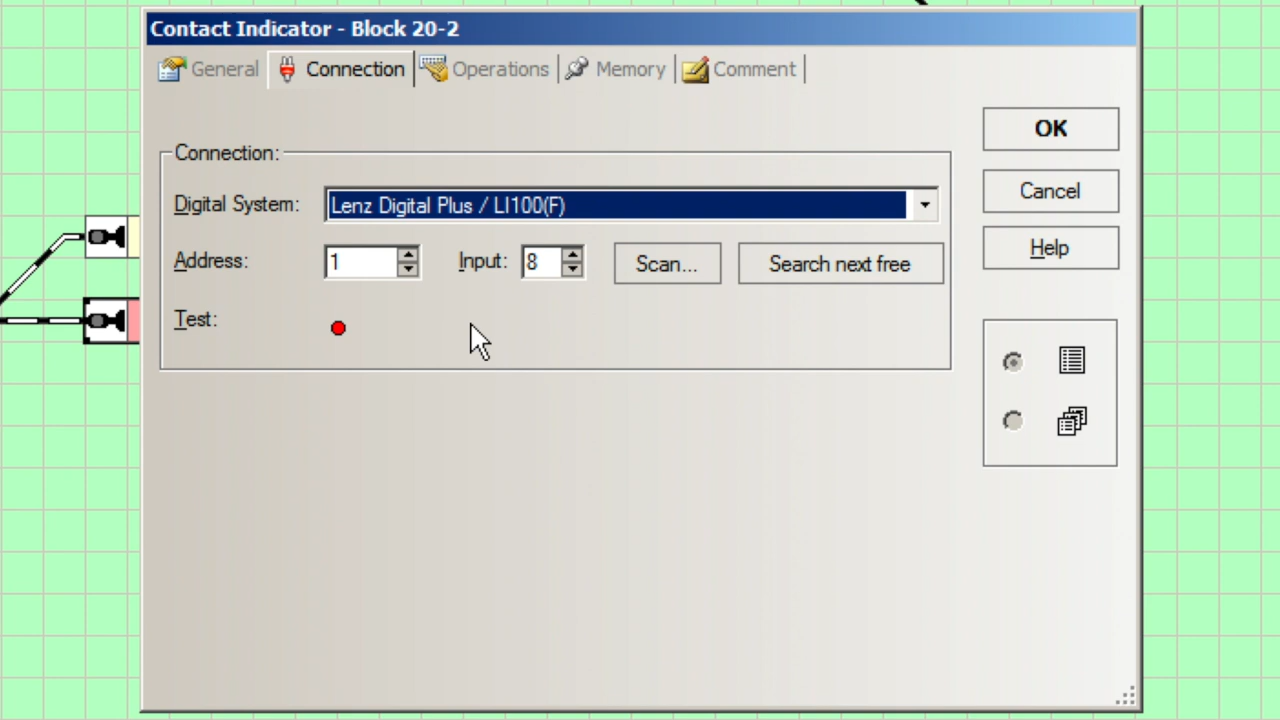 Contact Indicator - Block 20-2
General Connection Operations Memory Comment
OK
Connection:
Digital System: Lenz Digital Plus / LI100(F)
Cancel
Address: 1 Input: 8 Scan... Search next free
Help
Test: